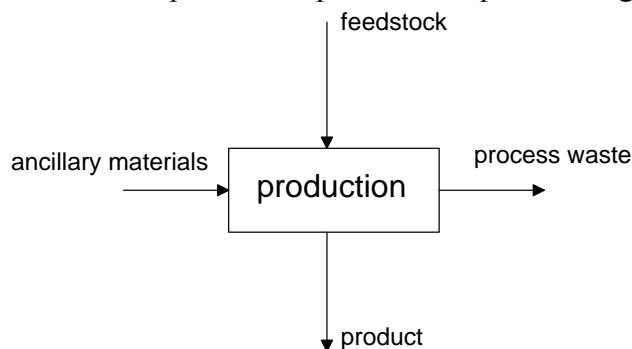 feedstock
ancillary materials
process waste
production
product